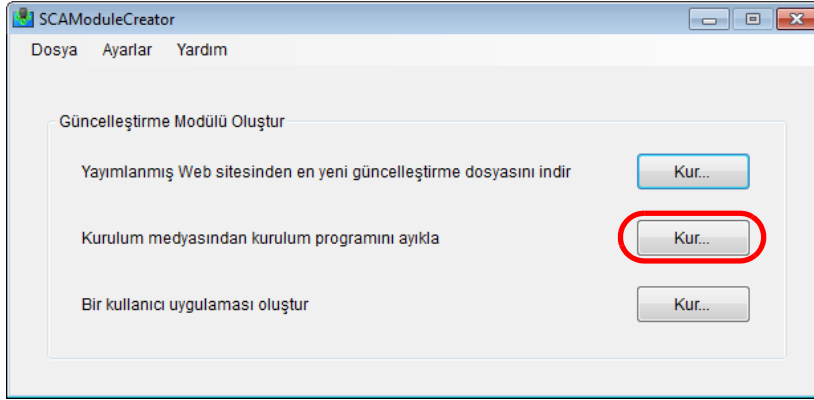 SCAModuleCreator
Dosya Ayarlar Yardım
Güncelleştirme Modülü Oluştur
Yayımlanmış Web sitesinden en yeni güncelleştirme dosyasını indir Kur...
Kurulum medyasından kurulum programını ayıkla Kur...
Bir kullanıcı uygulaması oluştur Kur...